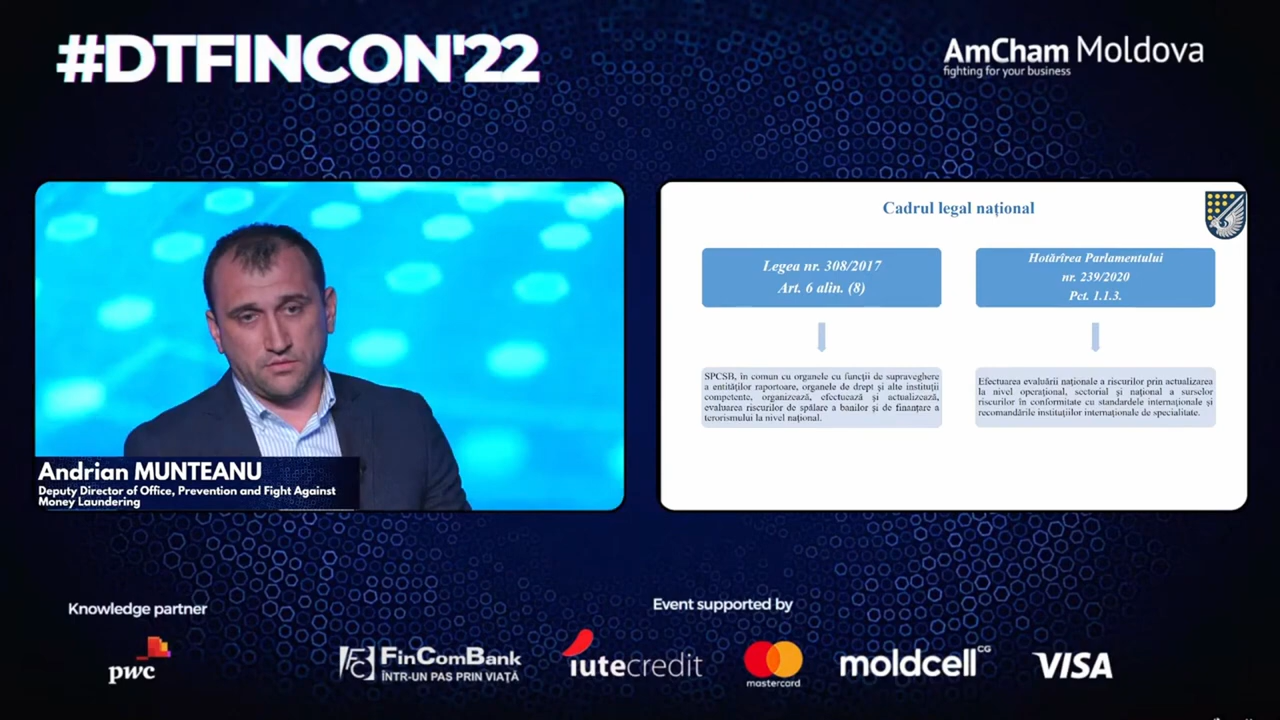 #DTFINCON'22
AmCham Moldova
fighting for your business
Andrian MUNTEANU
Deputy Director of Office, Prevention and Fight Against
Money Laundering
Cadrul legal național
Legea nr. 308/2017
Art. 6 alin. (8)
Hotărîrea Parlamentului
nr. 239/2020
Pct. 1.1.3.
SPCSB, în comun cu organele cu funcții de supraveghere
a entităților raportoare, organele de drept și alte instituții
competente, organizează, efectuează și actualizează,
evaluarea riscurilor de spălare a banilor și de finanțare a
terorismului la nivel național.
Efectuarea evaluării naționale a riscurilor prin actualizarea
la nivel operațional, sectorial și național a surselor
riscurilor în conformitate cu standardele internaționale și
recomandările instituțiilor internaționale de specialitate.
Knowledge partner
pwc
Event supported by
FC FinComBank
ÎNTR-UN PAS PRIN VIAȚĂ
iutecredit
mastercard
moldcell CG
VISA